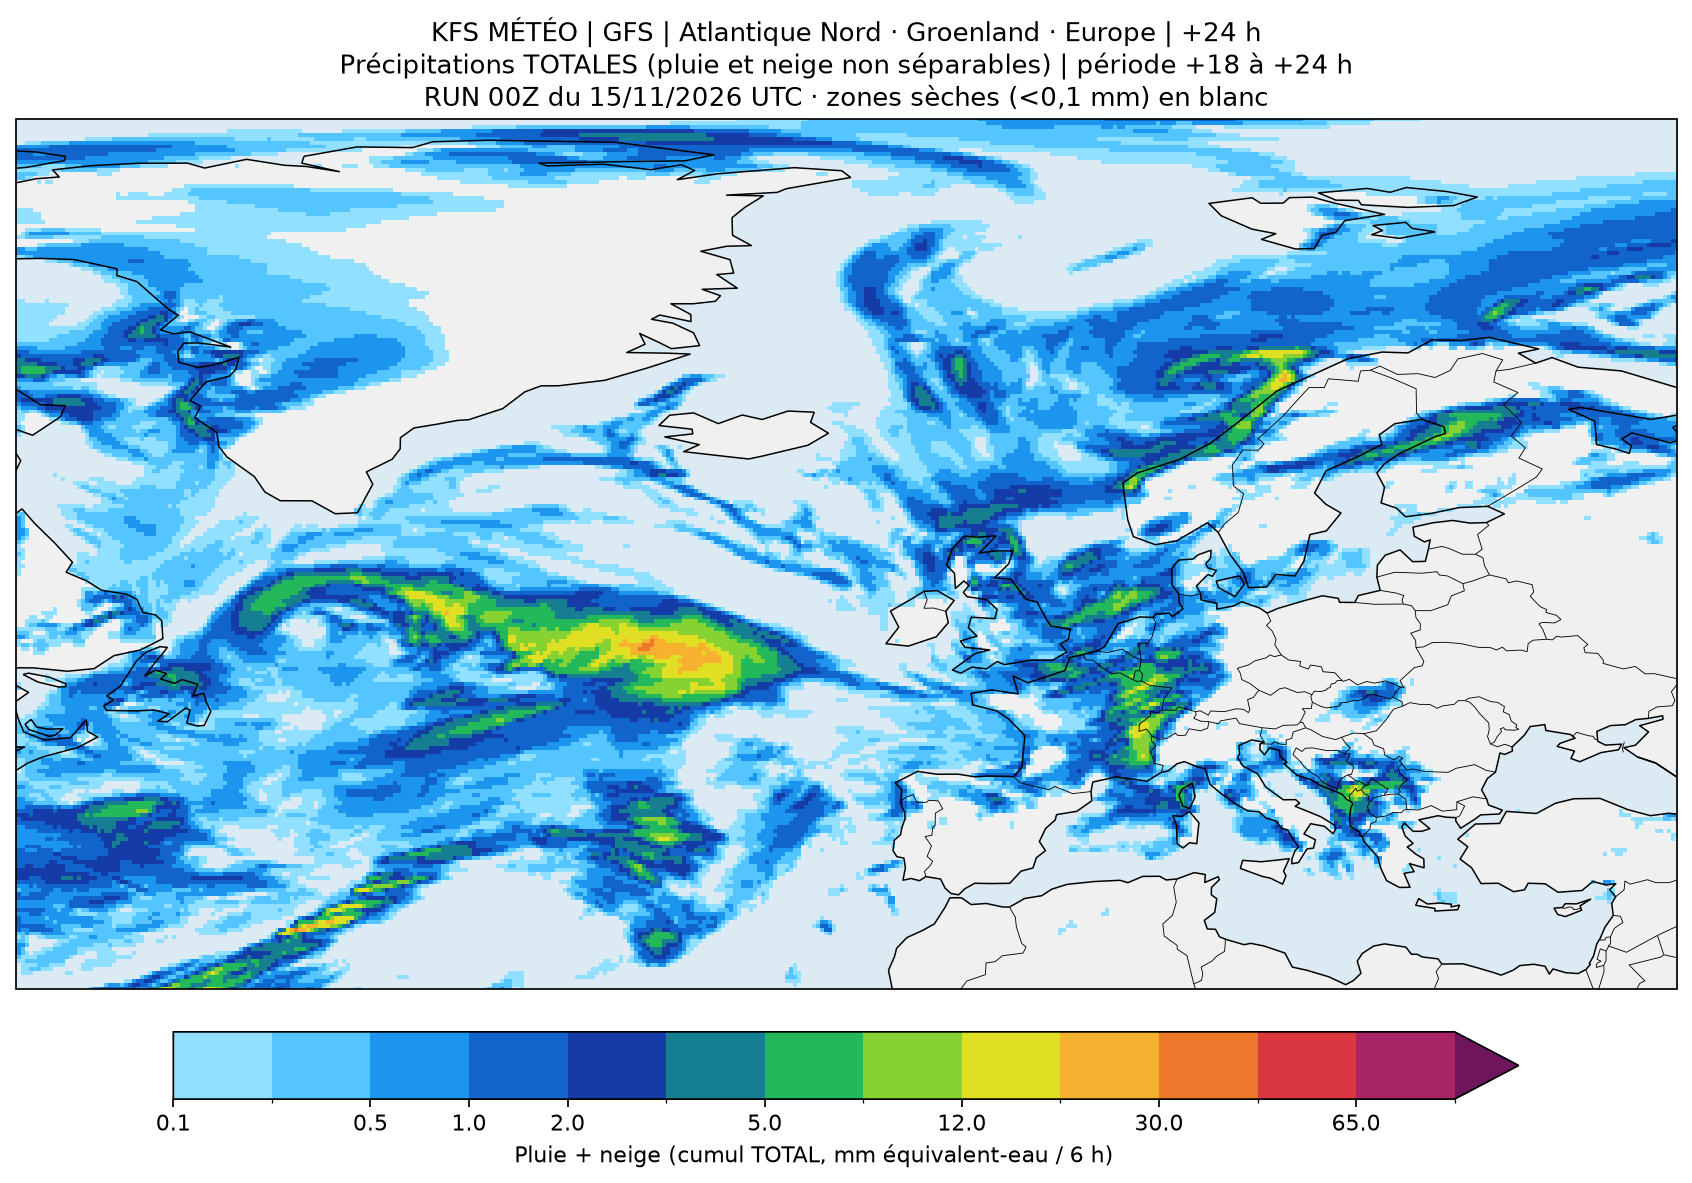 KFS MÉTÉO | GFS | Atlantique Nord · Groenland · Europe | +24 h
Précipitations TOTALES (pluie et neige non séparables) | période +18 à +24 h
RUN 00Z du 15/11/2026 UTC · zones sèches (<0,1 mm) en blanc
0.1 0.5 1.0 2.0 5.0 12.0 30.0 65.0
Pluie + neige (cumul TOTAL, mm équivalent-eau / 6 h)